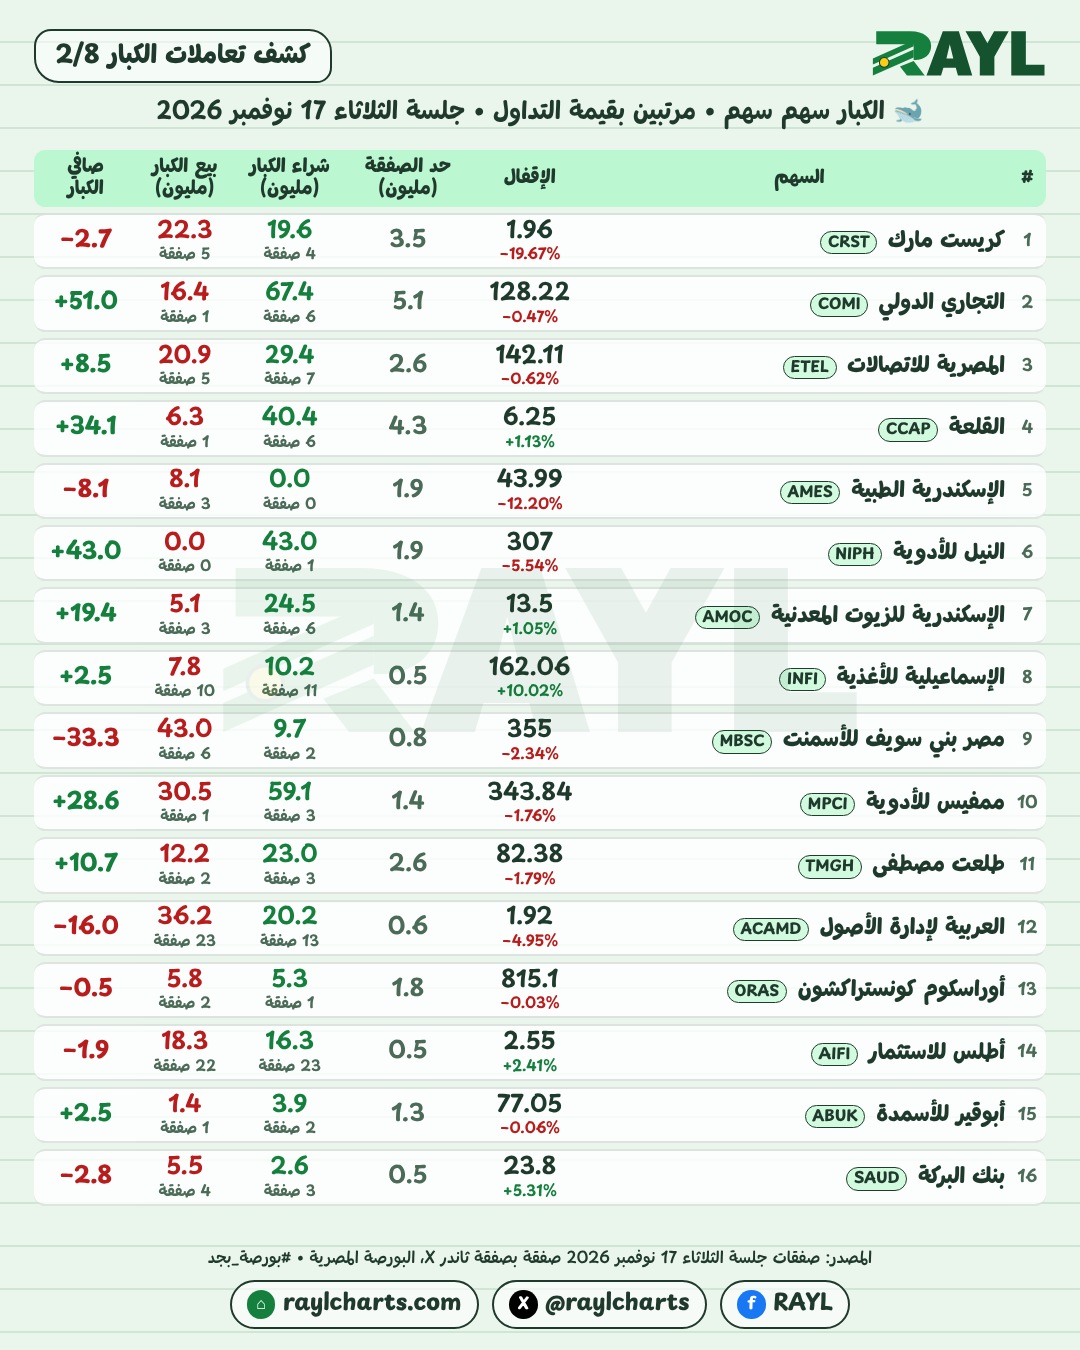 RAYL
كشف تعاملات الكبار 2/8
🐋 الكبار سهم سهم • مرتبين بقيمة التداول • جلسة الثلاثاء 17 نوفمبر 2026
# السهم الإقفال حد الصفقة (مليون) شراء الكبار (مليون) بيع الكبار (مليون) صافي الكبار
1 كريست مارك CRST 1.96 3.5 19.6 22.3 −2.7
−19.67% 4 صفقة 5 صفقة
2 التجاري الدولي COMI 128.22 5.1 67.4 16.4 +51.0
−0.47% 6 صفقة 1 صفقة
3 المصرية للاتصالات ETEL 142.11 2.6 29.4 20.9 +8.5
−0.62% 7 صفقة 5 صفقة
4 القلعة CCAP 6.25 4.3 40.4 6.3 +34.1
+1.13% 6 صفقة 1 صفقة
5 الإسكندرية الطبية AMES 43.99 1.9 0.0 8.1 −8.1
−12.20% 0 صفقة 3 صفقة
6 النيل للأدوية NIPH 307 1.9 43.0 0.0 +43.0
−5.54% 1 صفقة 0 صفقة
7 الإسكندرية للزيوت المعدنية AMOC 13.5 1.4 24.5 5.1 +19.4
+1.05% 6 صفقة 3 صفقة
8 الإسماعيلية للأغذية INFI 162.06 0.5 10.2 7.8 +2.5
+10.02% 11 صفقة 10 صفقة
9 مصر بني سويف للأسمنت MBSC 355 0.8 9.7 43.0 −33.3
−2.34% 2 صفقة 6 صفقة
10 ممفيس للأدوية MPCI 343.84 1.4 59.1 30.5 +28.6
−1.76% 3 صفقة 1 صفقة
11 طلعت مصطفى TMGH 82.38 2.6 23.0 12.2 +10.7
−1.79% 3 صفقة 2 صفقة
12 العربية لإدارة الأصول ACAMD 1.92 0.6 20.2 36.2 −16.0
−4.95% 13 صفقة 23 صفقة
13 أوراسكوم كونستراكشون ORAS 815.1 1.8 5.3 5.8 −0.5
−0.03% 1 صفقة 2 صفقة
14 أطلس للاستثمار AIFI 2.55 0.5 16.3 18.3 −1.9
+2.41% 23 صفقة 22 صفقة
15 أبوقير للأسمدة ABUK 77.05 1.3 3.9 1.4 +2.5
−0.06% 2 صفقة 1 صفقة
16 بنك البركة SAUD 23.8 0.5 2.6 5.5 −2.8
+5.31% 3 صفقة 4 صفقة
المصدر: صفقات جلسة الثلاثاء 17 نوفمبر 2026 صفقة بصفقة ثاندر X، البورصة المصرية • #بورصة_بجد
raylcharts.com @raylcharts RAYL